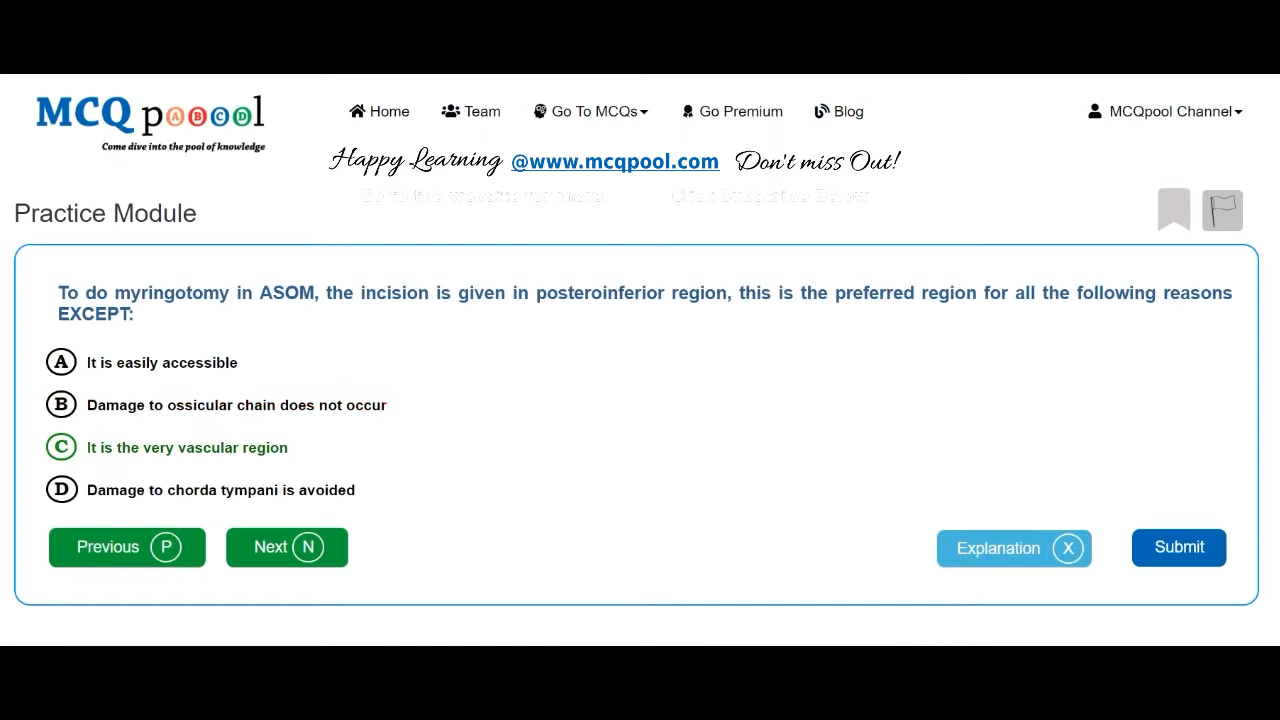 MCQ pABCDl
Come dive into the pool of knowledge
Home Team Go To MCQs Go Premium Blog MCQpool Channel
Happy Learning @www.mcqpool.com Don't miss Out!
Practice Module
To do myringotomy in ASOM, the incision is given in posteroinferior region, this is the preferred region for all the following reasons
EXCEPT:
A It is easily accessible
B Damage to ossicular chain does not occur
C It is the very vascular region
D Damage to chorda tympani is avoided
Previous P Next N Explanation X Submit